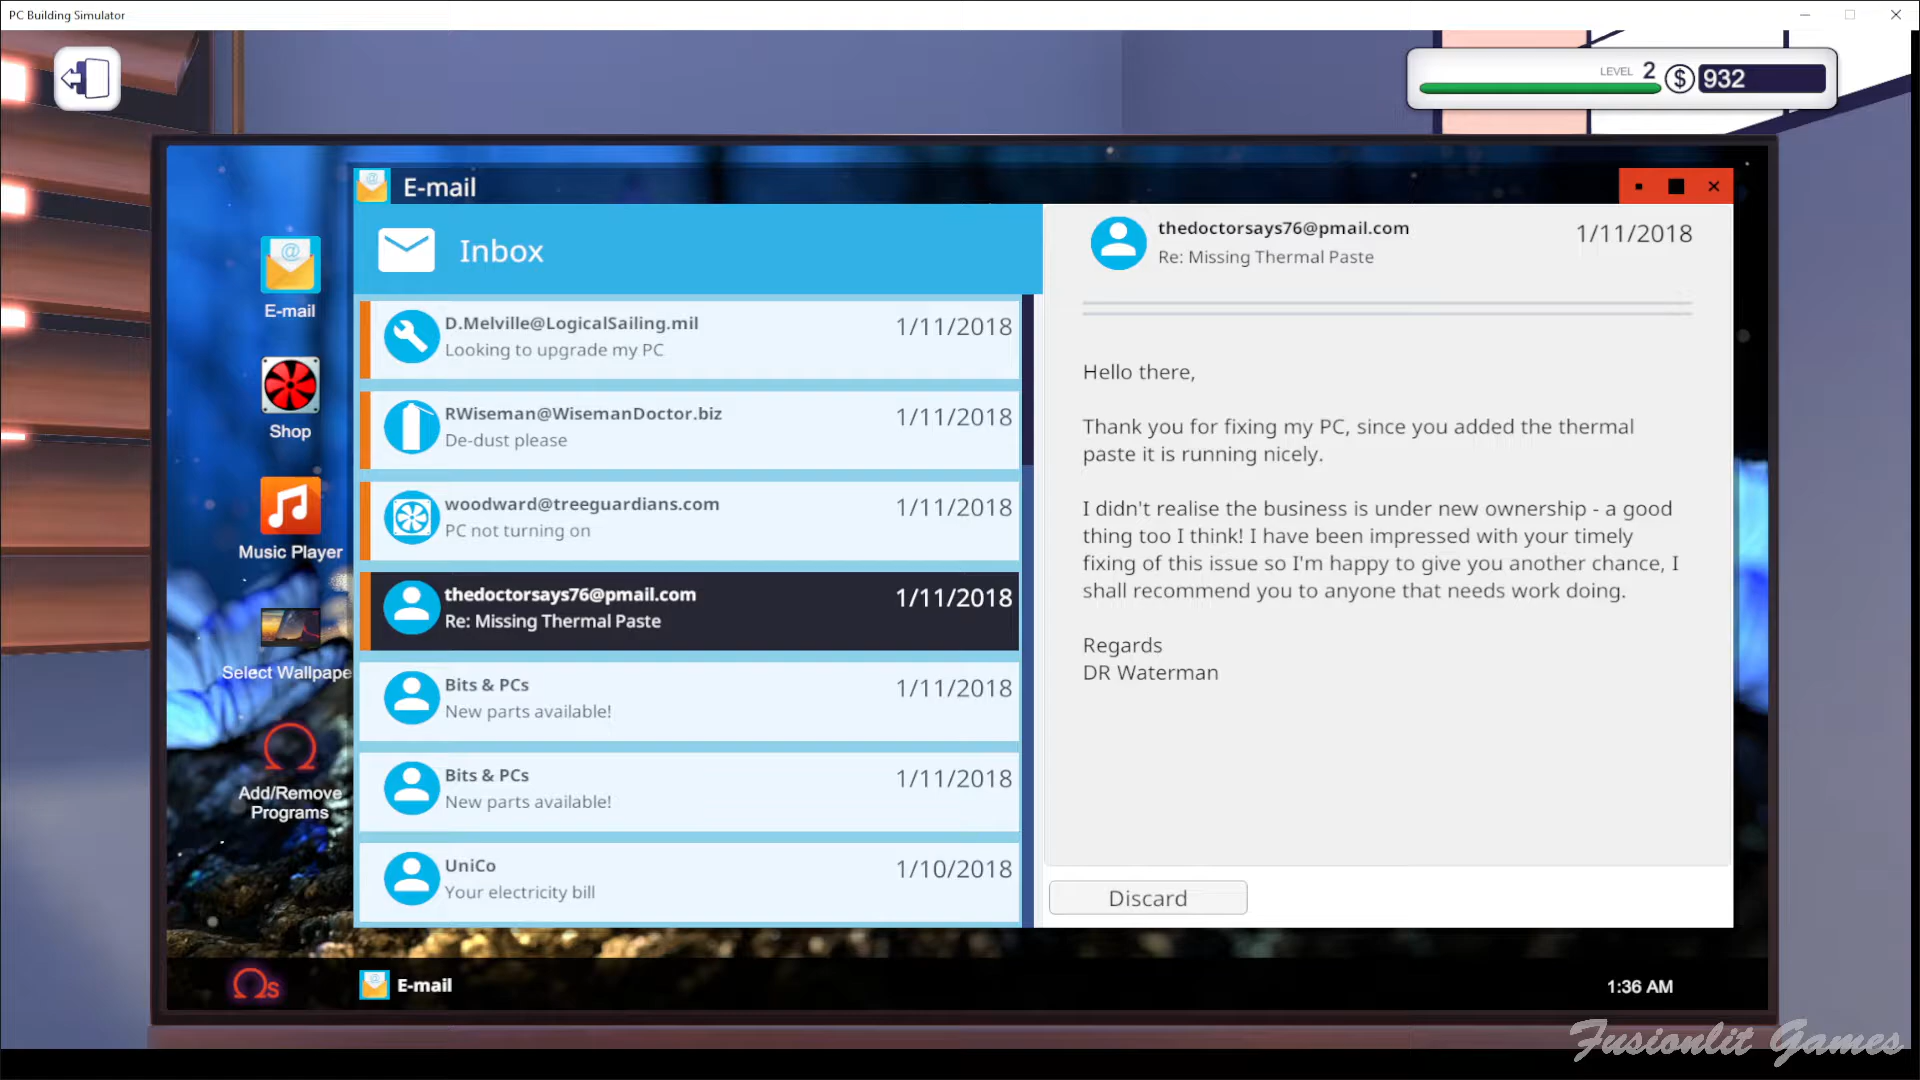 PC Building Simulator
LEVEL 2
$ 932
E-mail
Inbox
E-mail
Shop
Music Player
Select Wallpape
Add/Remove
Programs
D.Melville@LogicalSailing.mil
1/11/2018
Looking to upgrade my PC
RWiseman@WisemanDoctor.biz
1/11/2018
De-dust please
woodward@treeguardians.com
1/11/2018
PC not turning on
thedoctorsays76@pmail.com
1/11/2018
Re: Missing Thermal Paste
Bits & PCs
1/11/2018
New parts available!
Bits & PCs
1/11/2018
New parts available!
UniCo
1/10/2018
Your electricity bill
thedoctorsays76@pmail.com
1/11/2018
Re: Missing Thermal Paste
Hello there,
Thank you for fixing my PC, since you added the thermal
paste it is running nicely.
I didn't realise the business is under new ownership - a good
thing too I think! I have been impressed with your timely
fixing of this issue so I'm happy to give you another chance, I
shall recommend you to anyone that needs work doing.
Regards
DR Waterman
Discard
Ωs
E-mail
1:36 AM
Fusionlit Games